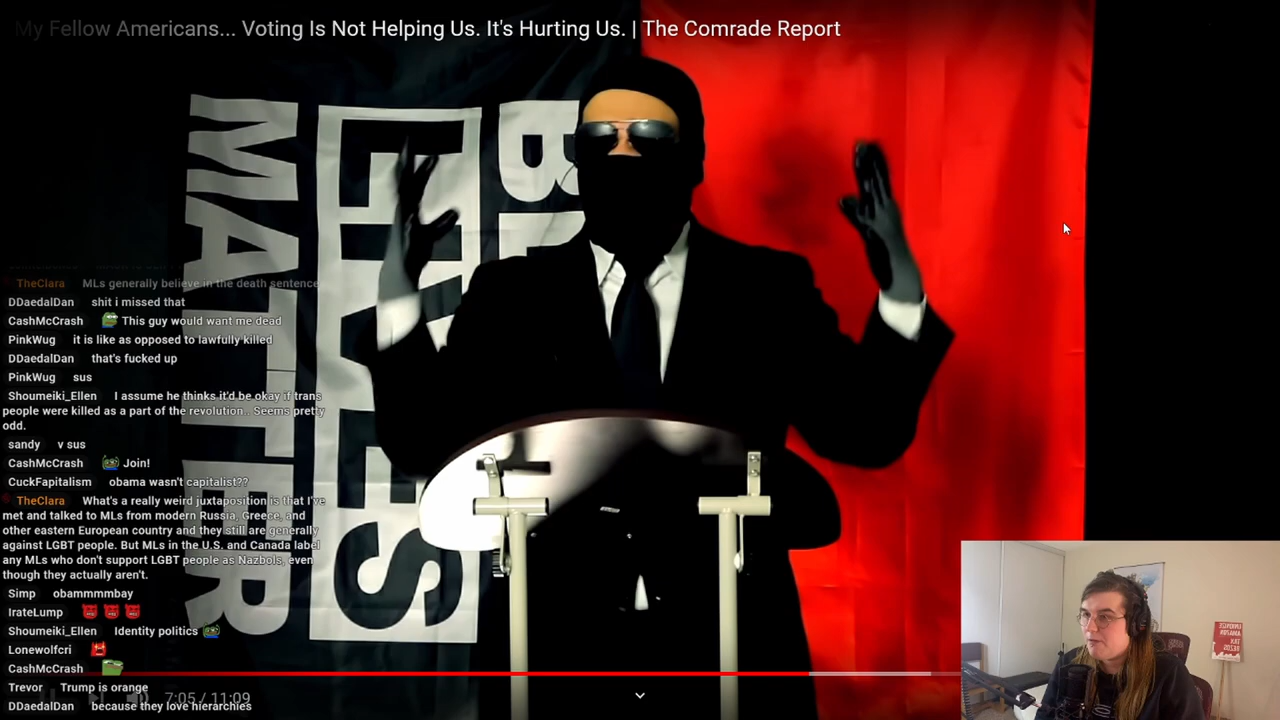 My Fellow Americans... Voting Is Not Helping Us. It's Hurting Us. | The Comrade Report
LIVES
MATTER
TheClara MLs generally believe in the death sentence
DDaedalDan shit i missed that
CashMcCrash This guy would want me dead
PinkWug it is like as opposed to lawfully killed
DDaedalDan that's fucked up
PinkWug sus
Shoumeiki_Ellen I assume he thinks it'd be okay if trans
people were killed as a part of the revolution.. Seems pretty
odd.
sandy v sus
CashMcCrash Join!
CuckFapitalism obama wasn't capitalist??
TheClara What's a really weird juxtaposition is that I've
met and talked to MLs from modern Russia, Greece, and
other eastern European country and they still are generally
against LGBT people. But MLs in the U.S. and Canada label
any MLs who don't support LGBT people as Nazbols, even
though they actually aren't.
Simp obammmmbay
IrateLump
Shoumeiki_Ellen Identity politics
Lonewolfcri
CashMcCrash
Trevor Trump is orange
DDaedalDan because they love hierarchies
7:05 / 11:09